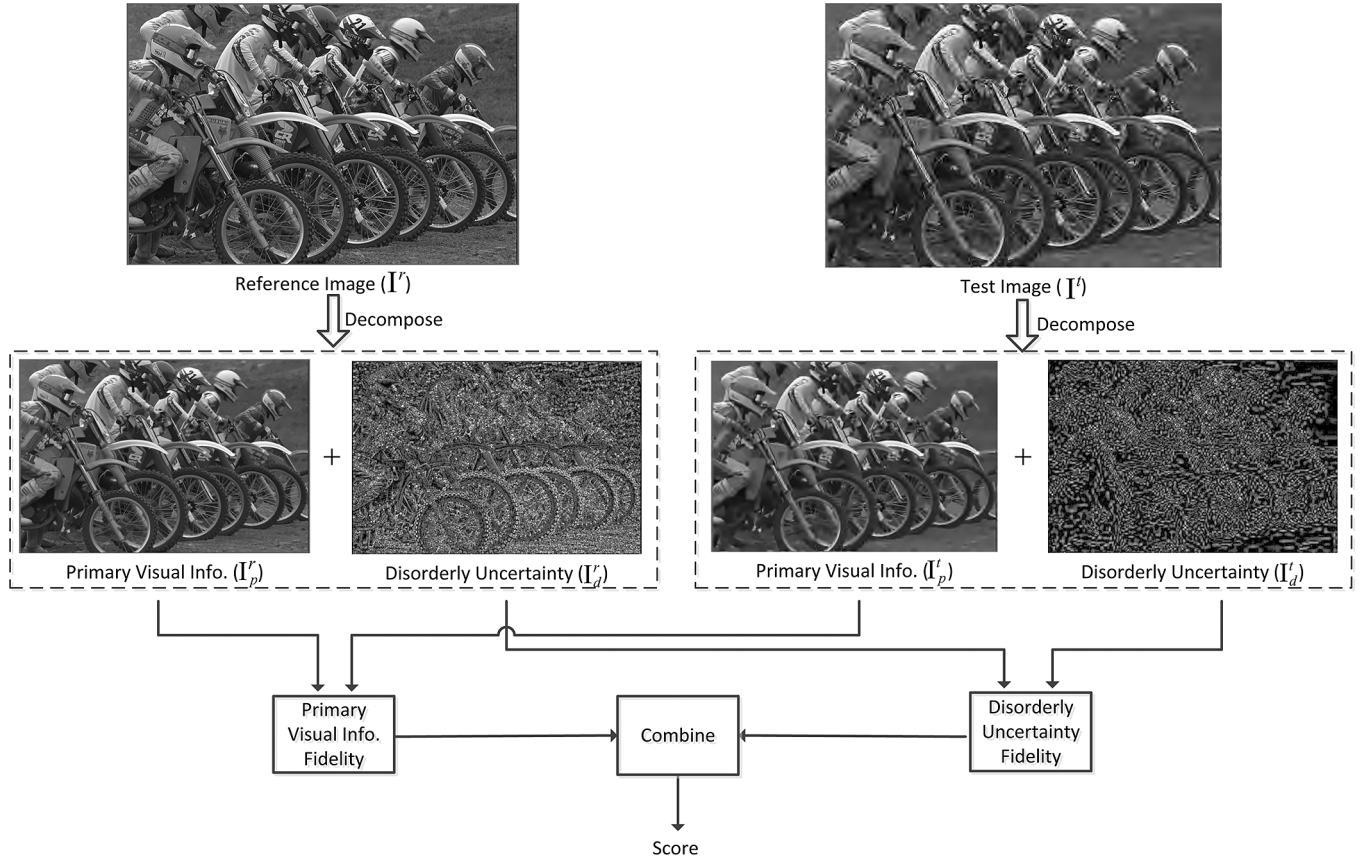 Reference Image (I^r)
Test Image (I^t)
Decompose
Decompose
Primary Visual Info. (I_p^r)
+
Disorderly Uncertainty (I_d^r)
Primary Visual Info. (I_p^t)
+
Disorderly Uncertainty (I_d^t)
Primary
Visual Info.
Fidelity
Combine
Disorderly
Uncertainty
Fidelity
Score